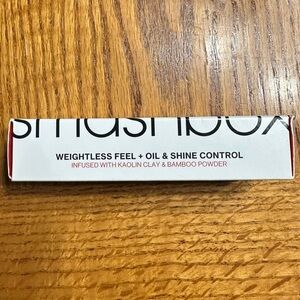 smashbox
WEIGHTLESS FEEL + OIL & SHINE CONTROL
INFUSED WITH KAOLIN CLAY & BAMBOO POWDER